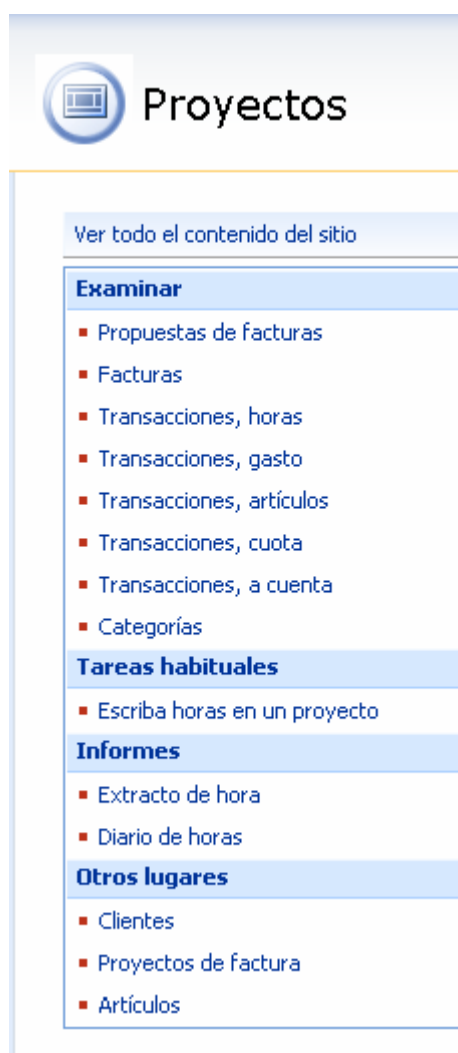 Proyectos
Ver todo el contenido del sitio
Examinar
Propuestas de facturas
Facturas
Transacciones, horas
Transacciones, gasto
Transacciones, artículos
Transacciones, cuota
Transacciones, a cuenta
Categorías
Tareas habituales
Escriba horas en un proyecto
Informes
Extracto de hora
Diario de horas
Otros lugares
Clientes
Proyectos de factura
Artículos